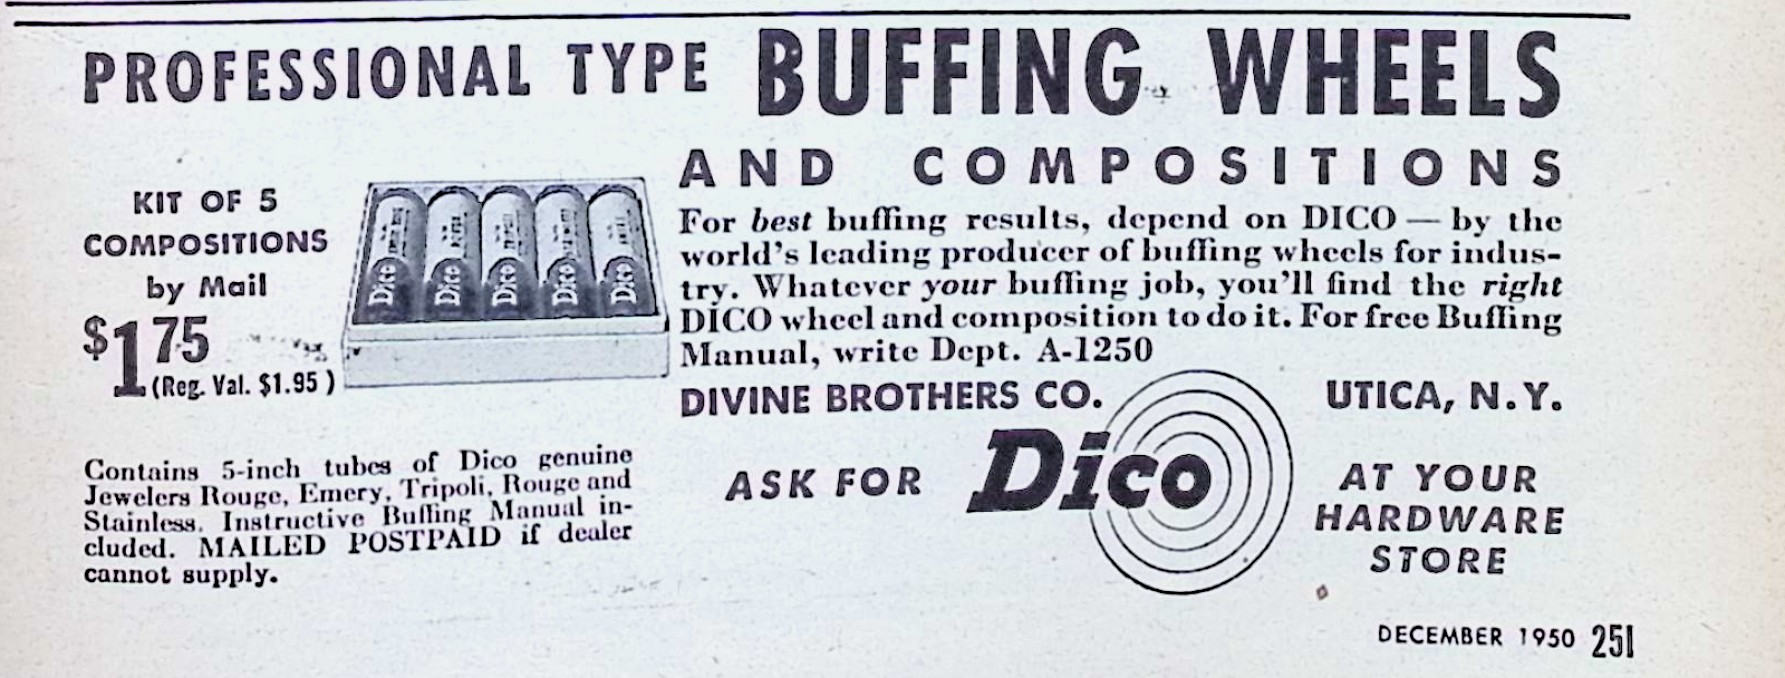 PROFESSIONAL TYPE BUFFING WHEELS
AND COMPOSITIONS
KIT OF 5
COMPOSITIONS
by Mail
$1 75
(Reg. Val. $1.95)
Dico Dico Dico Dico Dico
Contains 5-inch tubes of Dico genuine
Jewelers Rouge, Emery, Tripoli, Rouge and
Stainless. Instructive Buffing Manual in-
cluded. MAILED POSTPAID if dealer
cannot supply.
For best buffing results, depend on DICO — by the
world's leading producer of buffing wheels for indus-
try. Whatever your buffing job, you'll find the right
DICO wheel and composition to do it. For free Buffing
Manual, write Dept. A-1250
DIVINE BROTHERS CO. UTICA, N.Y.
ASK FOR Dico
AT YOUR
HARDWARE
STORE
DECEMBER 1950 251